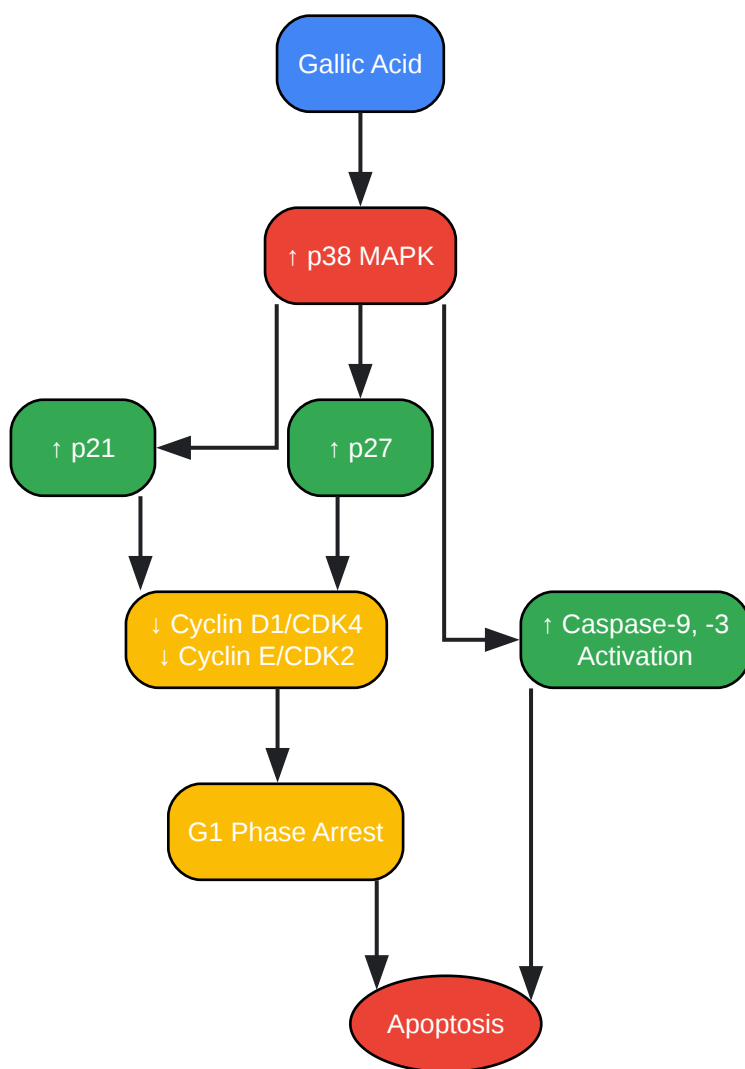 Gallic Acid
↑ p38 MAPK
↑ p21
↑ p27
↓ Cyclin D1/CDK4
↓ Cyclin E/CDK2
↑ Caspase-9, -3
Activation
G1 Phase Arrest
Apoptosis